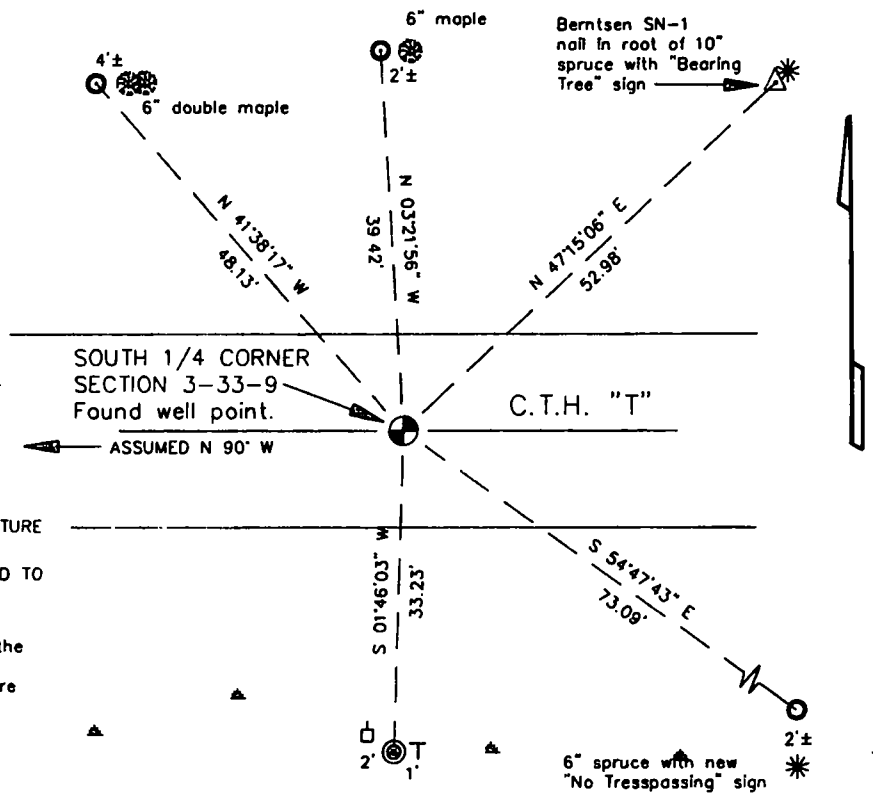 6" maple
Berntsen SN-1
nail in root of 10"
spruce with "Bearing
Tree" sign
4'±
2'±
6" double maple
N 41°38'17" W
48.13'
N 03°21'56" W
39.42'
N 47°15'06" E
52.98'
SOUTH 1/4 CORNER
SECTION 3-33-9
Found well point.
C.T.H. "T"
ASSUMED N 90° W
TURE
D TO
the
re
S 01°46'03" W
33.23'
S 54°47'43" E
73.09'
2'
1'
2'±
6" spruce with new
"No Tresspassing" sign